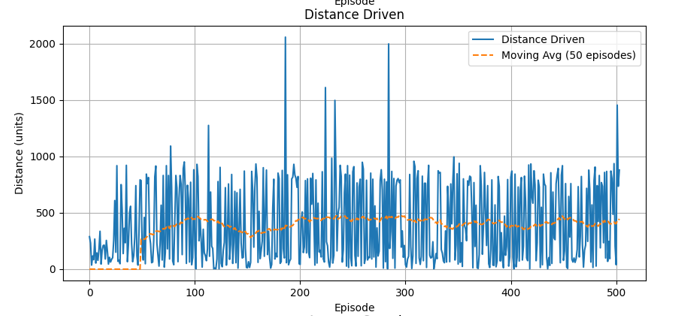 Episode
Distance Driven
Distance Driven
Moving Avg (50 episodes)
Distance (units)
2000
1500
1000
500
0
0 100 200 300 400 500
Episode